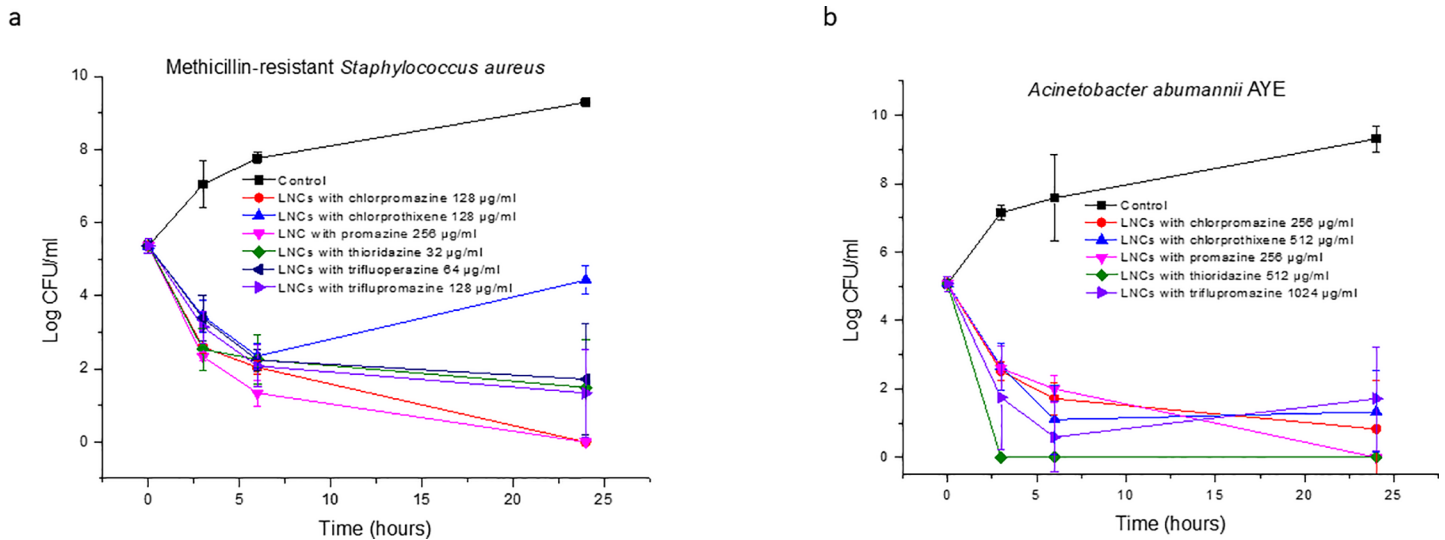 a
Methicillin-resistant Staphylococcus aureus
10
8
6
4
2
0
Log CFU/ml
Control
LNCs with chlorpromazine 128 µg/ml
LNCs with chlorprothixene 128 µg/ml
LNC with promazine 256 µg/ml
LNCs with thioridazine 32 µg/ml
LNCs with trifluoperazine 64 µg/ml
LNCs with triflupromazine 128 µg/ml
0 5 10 15 20 25
Time (hours)
b
Acinetobacter abumannii AYE
10
8
6
4
2
0
Log CFU/ml
Control
LNCs with chlorpromazine 256 µg/ml
LNCs with chlorprothixene 512 µg/ml
LNCs with promazine 256 µg/ml
LNCs with thioridazine 512 µg/ml
LNCs with triflupromazine 1024 µg/ml
0 5 10 15 20 25
Time (hours)